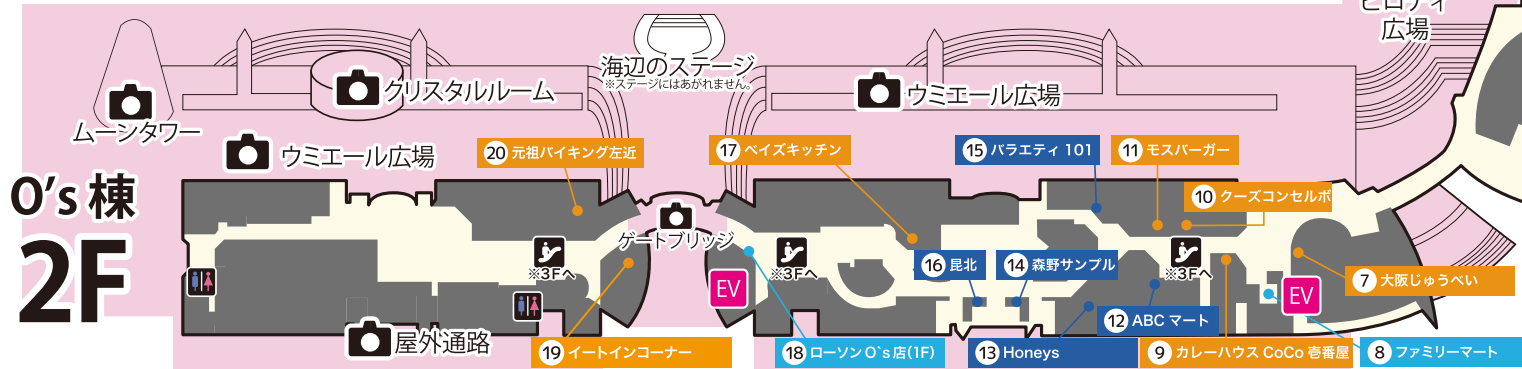 ピロティ
広場
海辺のステージ
※ステージにはあがれません。
クリスタルルーム
ウミエール広場
ムーンタワー
ウミエール広場
20 元祖バイキング左近
17 ベイズキッチン
15 バラエティ 101
11 モスバーガー
10 クーズコンセルボ
O's 棟
2F
ゲートブリッジ
※3Fへ
※3Fへ
※3Fへ
16 昆北
14 森野サンプル
7 大阪じゅうべい
EV
EV
12 ABC マート
屋外通路
19 イートインコーナー
18 ローソン O`s 店(1F)
13 Honeys
9 カレーハウス CoCo 壱番屋
8 ファミリーマート